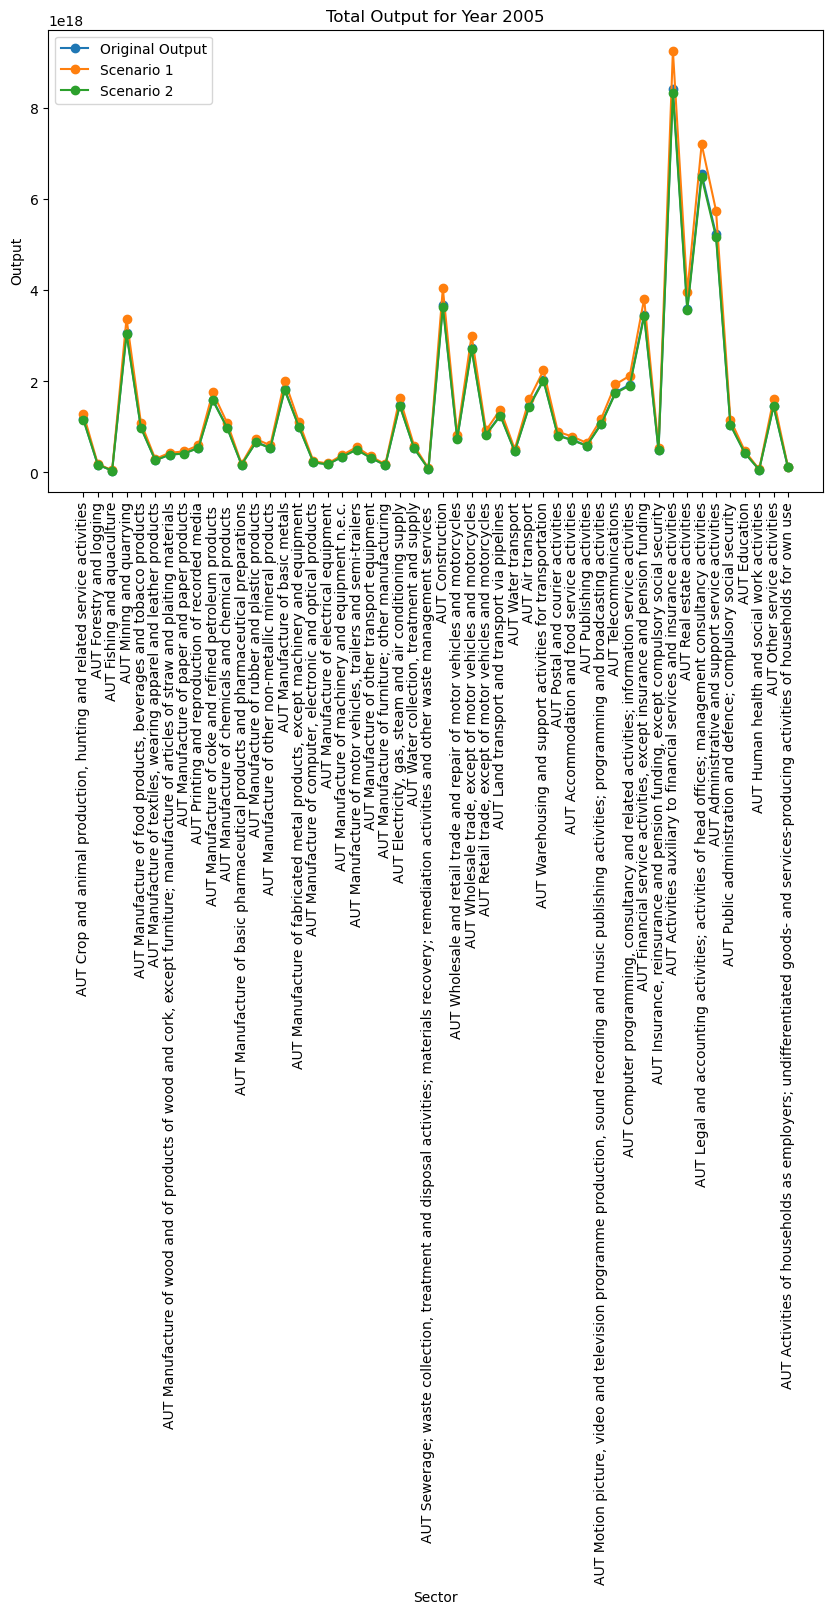 Total Output for Year 2005
1e18
Original Output
Scenario 1
Scenario 2
Output
8
6
4
2
0
AUT Crop and animal production, hunting and related service activities
AUT Forestry and logging
AUT Fishing and aquaculture
AUT Mining and quarrying
AUT Manufacture of food products, beverages and tobacco products
AUT Manufacture of textiles, wearing apparel and leather products
AUT Manufacture of wood and of products of wood and cork, except furniture; manufacture of articles of straw and plaiting materials
AUT Manufacture of paper and paper products
AUT Printing and reproduction of recorded media
AUT Manufacture of coke and refined petroleum products
AUT Manufacture of chemicals and chemical products
AUT Manufacture of basic pharmaceutical products and pharmaceutical preparations
AUT Manufacture of rubber and plastic products
AUT Manufacture of other non-metallic mineral products
AUT Manufacture of basic metals
AUT Manufacture of fabricated metal products, except machinery and equipment
AUT Manufacture of computer, electronic and optical products
AUT Manufacture of electrical equipment
AUT Manufacture of machinery and equipment n.e.c.
AUT Manufacture of motor vehicles, trailers and semi-trailers
AUT Manufacture of other transport equipment
AUT Manufacture of furniture; other manufacturing
AUT Electricity, gas, steam and air conditioning supply
AUT Water collection, treatment and supply
AUT Sewerage; waste collection, treatment and disposal activities; materials recovery; remediation activities and other waste management services
AUT Construction
AUT Wholesale and retail trade and repair of motor vehicles and motorcycles
AUT Wholesale trade, except of motor vehicles and motorcycles
AUT Retail trade, except of motor vehicles and motorcycles
AUT Land transport and transport via pipelines
AUT Water transport
AUT Air transport
AUT Warehousing and support activities for transportation
AUT Postal and courier activities
AUT Accommodation and food service activities
AUT Publishing activities
AUT Motion picture, video and television programme production, sound recording and music publishing activities; programming and broadcasting activities
AUT Telecommunications
AUT Computer programming, consultancy and related activities; information service activities
AUT Financial service activities, except insurance and pension funding
AUT Insurance, reinsurance and pension funding, except compulsory social security
AUT Activities auxiliary to financial services and insurance activities
AUT Real estate activities
AUT Legal and accounting activities; activities of head offices; management consultancy activities
AUT Administrative and support service activities
AUT Public administration and defence; compulsory social security
AUT Education
AUT Human health and social work activities
AUT Other service activities
AUT Activities of households as employers; undifferentiated goods- and services-producing activities of households for own use
Sector